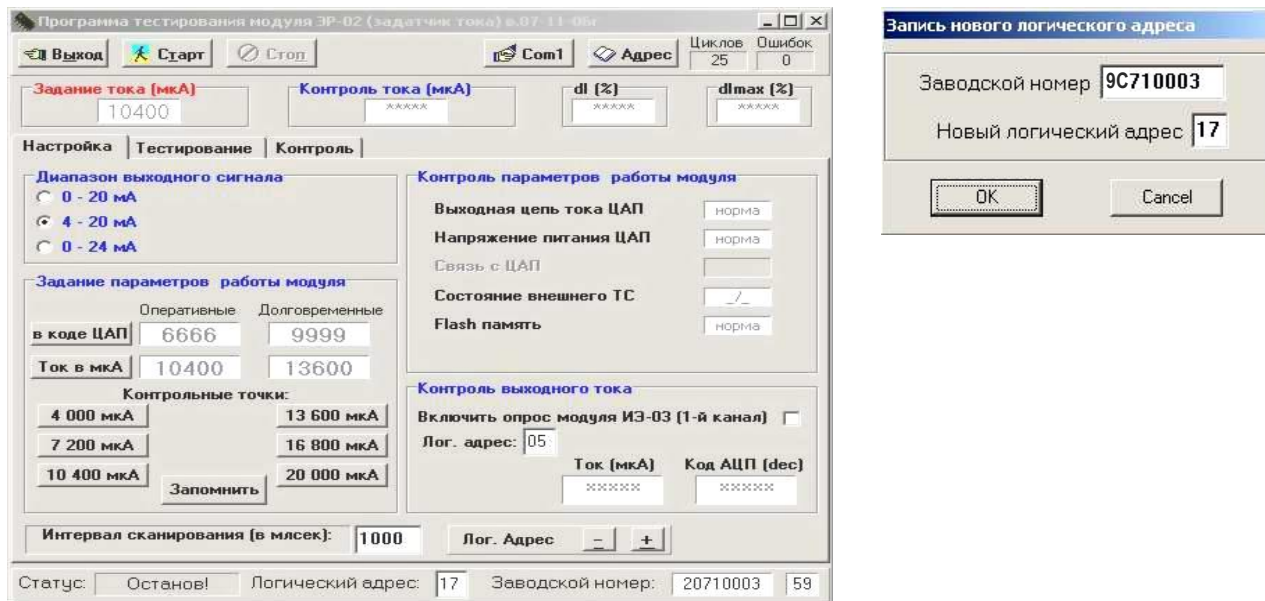 Программа тестирования модуля ЭР-02 (задатчик тока) в.07-11-06г
Выход Старт Стоп Com1 Адрес Циклов 25 Ошибок 0
Задание тока (мкА) Контроль тока (мкА) dI (%) dImax (%)
10400 ***** ***** *****
Настройка Тестирование Контроль
Диапазон выходного сигнала
0 - 20 мА
4 - 20 мА
0 - 24 мА
Задание параметров работы модуля
Оперативные Долговременные
в коде ЦАП 6666 9999
Ток в мкА 10400 13600
Контрольные точки:
4 000 мкА 13 600 мкА
7 200 мкА 16 800 мкА
10 400 мкА 20 000 мкА
Запомнить
Контроль параметров работы модуля
Выходная цепь тока ЦАП норма
Напряжение питания ЦАП норма
Связь с ЦАП
Состояние внешнего ТС _/_
Flash память норма
Контроль выходного тока
Включить опрос модуля ИЭ-03 (1-й канал)
Лог. адрес: 05
Ток (мкА) Код АЦП (dec)
××××× ×××××
Интервал сканирования (в млсек): 1000 Лог. Адрес - +
Статус: Останов! Логический адрес: 17 Заводской номер: 20710003 59
Запись нового логического адреса
Заводской номер 9C710003
Новый логический адрес 17
OK Cancel